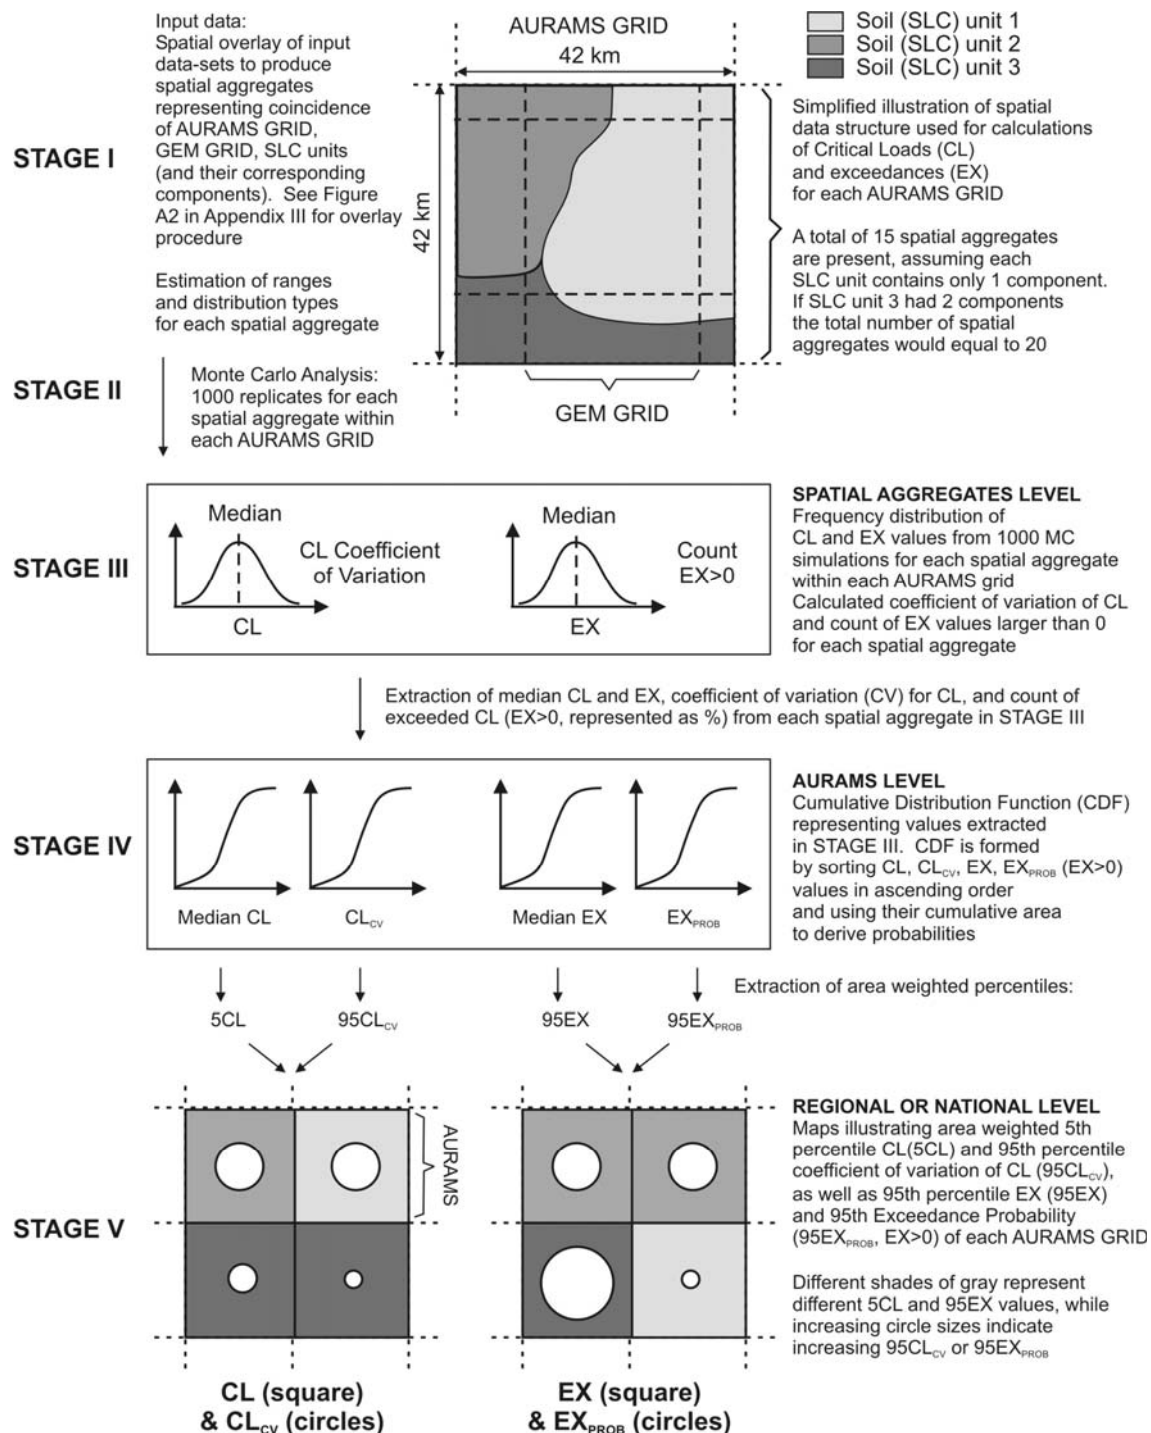 Input data:
Spatial overlay of input
data-sets to produce
spatial aggregates
representing coincidence
of AURAMS GRID,
GEM GRID, SLC units
(and their corresponding
components). See Figure
A2 in Appendix III for overlay
procedure
STAGE I
Estimation of ranges
and distribution types
for each spatial aggregate
AURAMS GRID
42 km
42 km
GEM GRID
Soil (SLC) unit 1
Soil (SLC) unit 2
Soil (SLC) unit 3
Simplified illustration of spatial
data structure used for calculations
of Critical Loads (CL)
and exceedances (EX)
for each AURAMS GRID
A total of 15 spatial aggregates
are present, assuming each
SLC unit contains only 1 component.
If SLC unit 3 had 2 components
the total number of spatial
aggregates would equal to 20
STAGE II
Monte Carlo Analysis:
1000 replicates for each
spatial aggregate within
each AURAMS GRID
STAGE III
Median
CL Coefficient
of Variation
CL
Median
Count
EX>0
EX
SPATIAL AGGREGATES LEVEL
Frequency distribution of
CL and EX values from 1000 MC
simulations for each spatial aggregate
within each AURAMS grid
Calculated coefficient of variation of CL
and count of EX values larger than 0
for each spatial aggregate
Extraction of median CL and EX, coefficient of variation (CV) for CL, and count of
exceeded CL (EX>0, represented as %) from each spatial aggregate in STAGE III
STAGE IV
Median CL
CLCV
Median EX
EXPROB
AURAMS LEVEL
Cumulative Distribution Function (CDF)
representing values extracted
in STAGE III. CDF is formed
by sorting CL, CLCV, EX, EXPROB (EX>0)
values in ascending order
and using their cumulative area
to derive probabilities
Extraction of area weighted percentiles:
5CL
95CLCV
95EX
95EXPROB
STAGE V
AURAMS
CL (square)
& CLCV (circles)
EX (square)
& EXPROB (circles)
REGIONAL OR NATIONAL LEVEL
Maps illustrating area weighted 5th
percentile CL(5CL) and 95th percentile
coefficient of variation of CL (95CLCV),
as well as 95th percentile EX (95EX)
and 95th Exceedance Probability
(95EXPROB, EX>0) of each AURAMS GRID
Different shades of gray represent
different 5CL and 95EX values, while
increasing circle sizes indicate
increasing 95CLCV or 95EXPROB